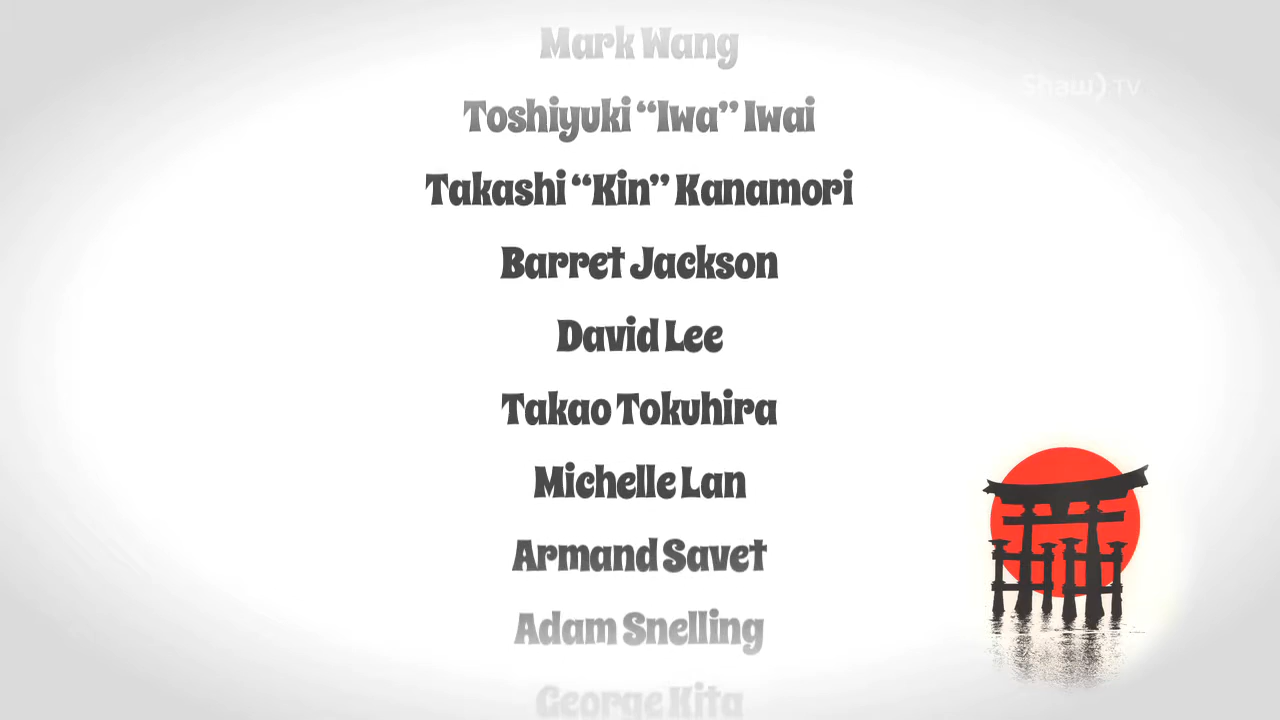 Mark Wang
Shaw) TV
Toshiyuki “Iwa” Iwai
Takashi “Kin” Kanamori
Barret Jackson
David Lee
Takao Tokuhira
Michelle Lan
Armand Savet
Adam Snelling
George Kita